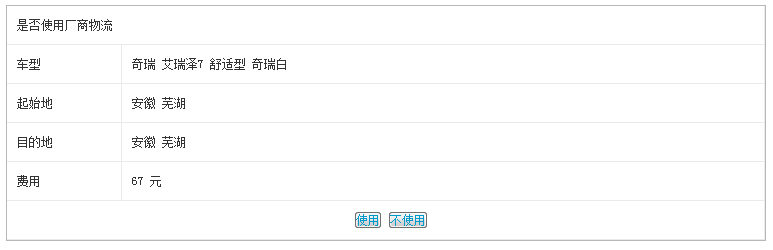 是否使用厂商物流
车型 奇瑞 艾瑞泽7 舒适型 奇瑞白
起始地 安徽 芜湖
目的地 安徽 芜湖
费用 67 元
使用 不使用